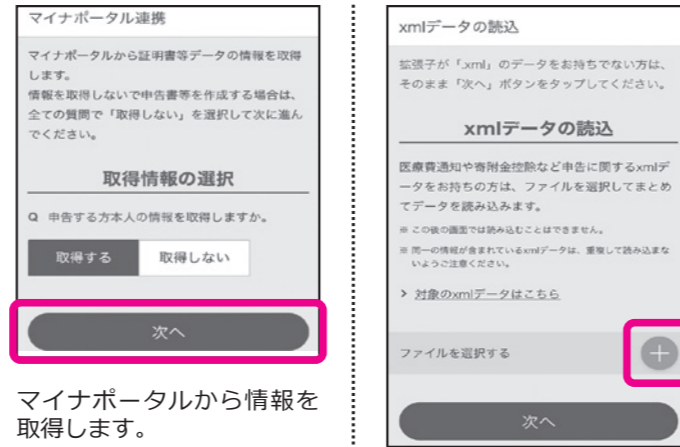 マイナポータル連携
マイナポータルから証明書等データの情報を取得
します。
情報を取得しないで申告書等を作成する場合は、
全ての質問で「取得しない」を選択して次に進ん
でください。
取得情報の選択
Q 申告する方本人の情報を取得しますか。
取得する 取得しない
次へ
マイナポータルから情報を
取得します。
xmlデータの読込
拡張子が「.xml」のデータをお持ちでない方は、
そのまま「次へ」ボタンをタップしてください。
xmlデータの読込
医療費通知や寄附金控除など申告に関するxmlデ
ータをお持ちの方は、ファイルを選択してまとめ
てデータを読み込みます。
※ この後の画面では読み込むことはできません。
※ 同一の情報が含まれているxmlデータは、重複して読み込まな
いようご注意ください。
> 対象のxmlデータはこちら
ファイルを選択する +
次へ